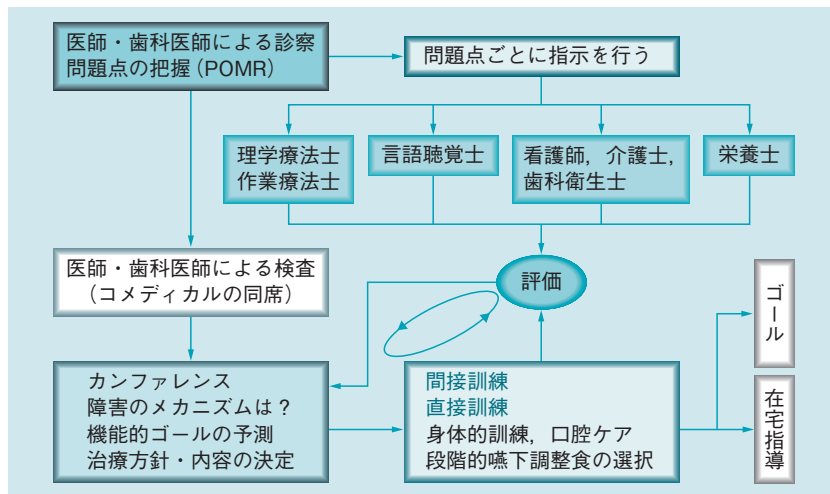 医師・歯科医師による診察
問題点の把握(POMR)
問題点ごとに指示を行う
理学療法士
作業療法士
言語聴覚士
看護師，介護士，
歯科衛生士
栄養士
医師・歯科医師による検査
（コメディカルの同席）
評価
ゴール
カンファレンス
障害のメカニズムは？
機能的ゴールの予測
治療方針・内容の決定
間接訓練
直接訓練
身体的訓練，口腔ケア
段階的嚥下調整食の選択
在宅指導